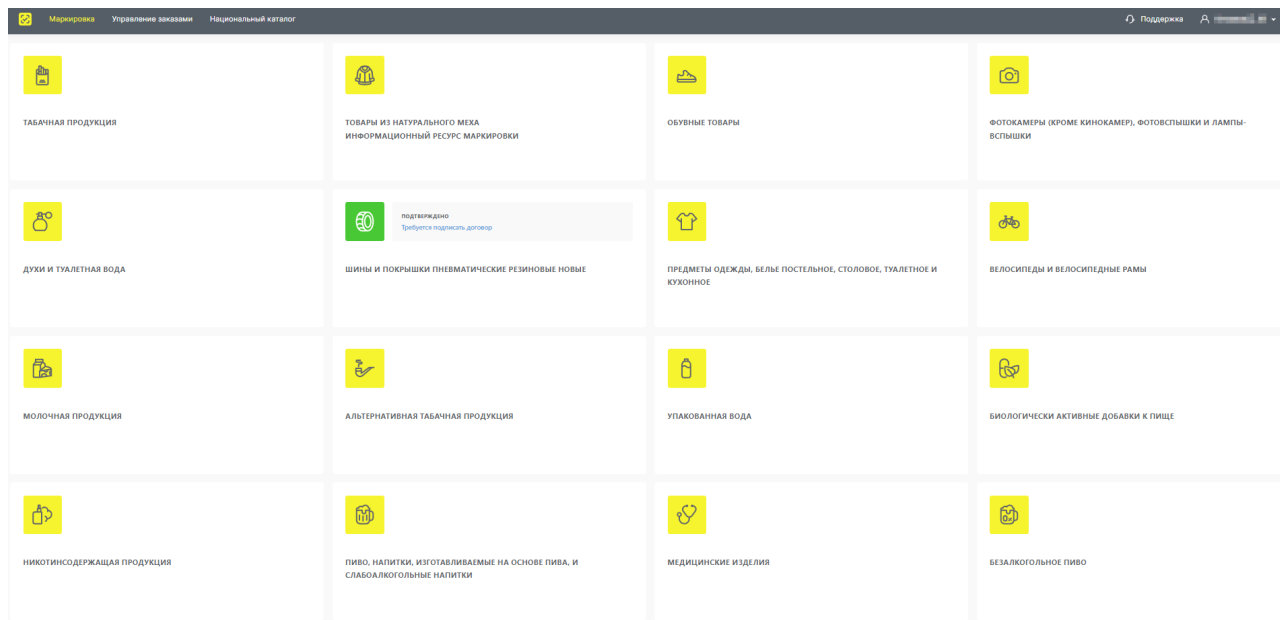 Маркировка Управление заказами Национальный каталог Поддержка
ТАБАЧНАЯ ПРОДУКЦИЯ
ТОВАРЫ ИЗ НАТУРАЛЬНОГО МЕХА
ИНФОРМАЦИОННЫЙ РЕСУРС МАРКИРОВКИ
ОБУВНЫЕ ТОВАРЫ
ФОТОКАМЕРЫ (КРОМЕ КИНОКАМЕР), ФОТОВСПЫШКИ И ЛАМПЫ-
ВСПЫШКИ
ДУХИ И ТУАЛЕТНАЯ ВОДА
ПОДТВЕРЖДЕНО
Требуется подписать договор
ШИНЫ И ПОКРЫШКИ ПНЕВМАТИЧЕСКИЕ РЕЗИНОВЫЕ НОВЫЕ
ПРЕДМЕТЫ ОДЕЖДЫ, БЕЛЬЕ ПОСТЕЛЬНОЕ, СТОЛОВОЕ, ТУАЛЕТНОЕ И
КУХОННОЕ
ВЕЛОСИПЕДЫ И ВЕЛОСИПЕДНЫЕ РАМЫ
МОЛОЧНАЯ ПРОДУКЦИЯ
АЛЬТЕРНАТИВНАЯ ТАБАЧНАЯ ПРОДУКЦИЯ
УПАКОВАННАЯ ВОДА
БИОЛОГИЧЕСКИ АКТИВНЫЕ ДОБАВКИ К ПИЩЕ
НИКОТИНСОДЕРЖАЩАЯ ПРОДУКЦИЯ
ПИВО, НАПИТКИ, ИЗГОТАВЛИВАЕМЫЕ НА ОСНОВЕ ПИВА, И
СЛАБОАЛКОГОЛЬНЫЕ НАПИТКИ
МЕДИЦИНСКИЕ ИЗДЕЛИЯ
БЕЗАЛКОГОЛЬНОЕ ПИВО